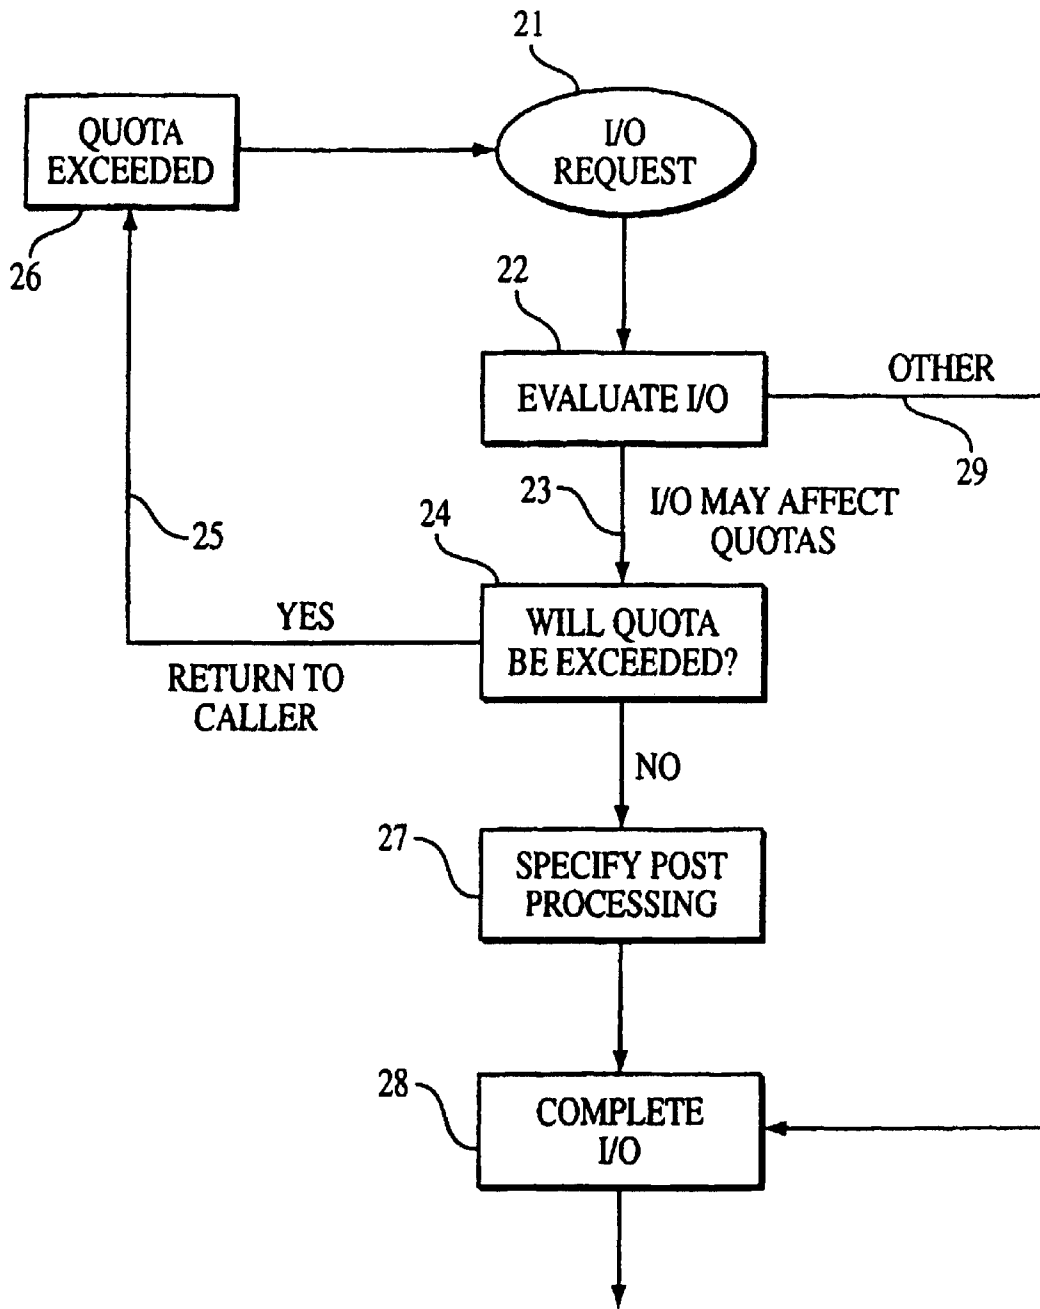 21
QUOTA
EXCEEDED
I/O
REQUEST
26
22
EVALUATE I/O
OTHER
29
23
I/O MAY AFFECT
QUOTAS
25
24
YES
WILL QUOTA
BE EXCEEDED?
RETURN TO
CALLER
NO
27
SPECIFY POST
PROCESSING
28
COMPLETE
I/O